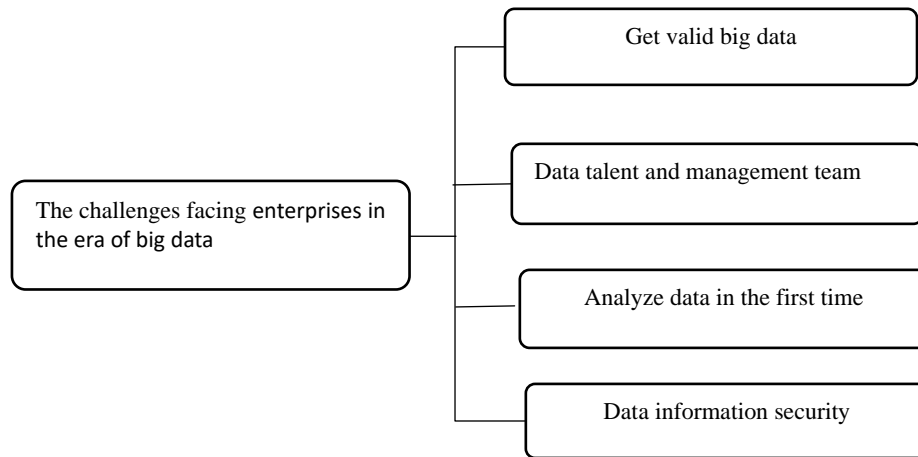 Get valid big data
Data talent and management team
The challenges facing enterprises in
the era of big data
Analyze data in the first time
Data information security